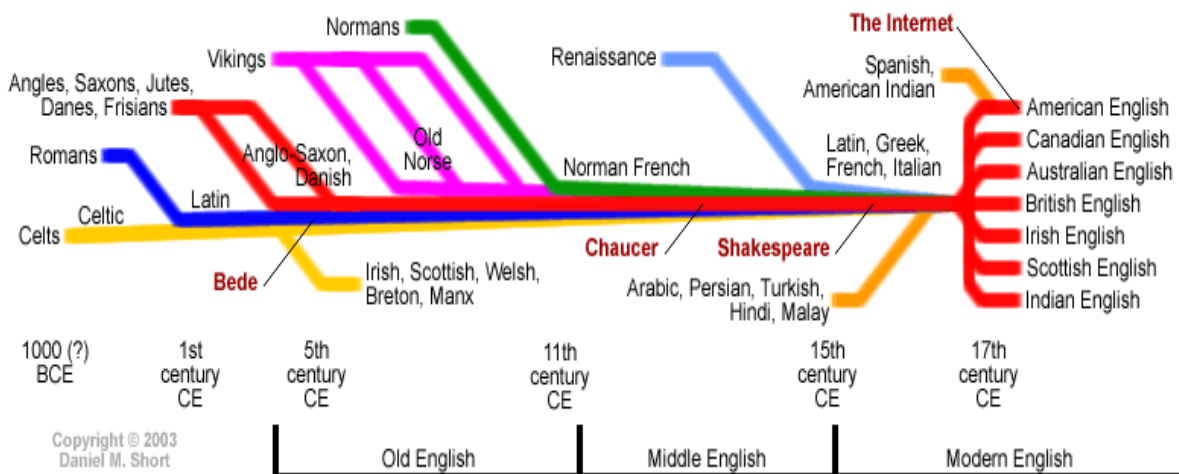 Normans
The Internet
Vikings
Renaissance
Spanish,
American Indian
Angles, Saxons, Jutes,
Danes, Frisians
American English
Romans
Anglo-Saxon,
Danish
Old
Norse
Norman French
Latin, Greek,
French, Italian
Canadian English
Australian English
Celtic
Latin
British English
Celts
Bede
Chaucer
Shakespeare
Irish English
Irish, Scottish, Welsh,
Breton, Manx
Arabic, Persian, Turkish,
Hindi, Malay
Scottish English
Indian English
1000 (?)
BCE
1st
century
CE
5th
century
CE
11th
century
CE
15th
century
CE
17th
century
CE
Copyright © 2003
Daniel M. Short
Old English
Middle English
Modern English